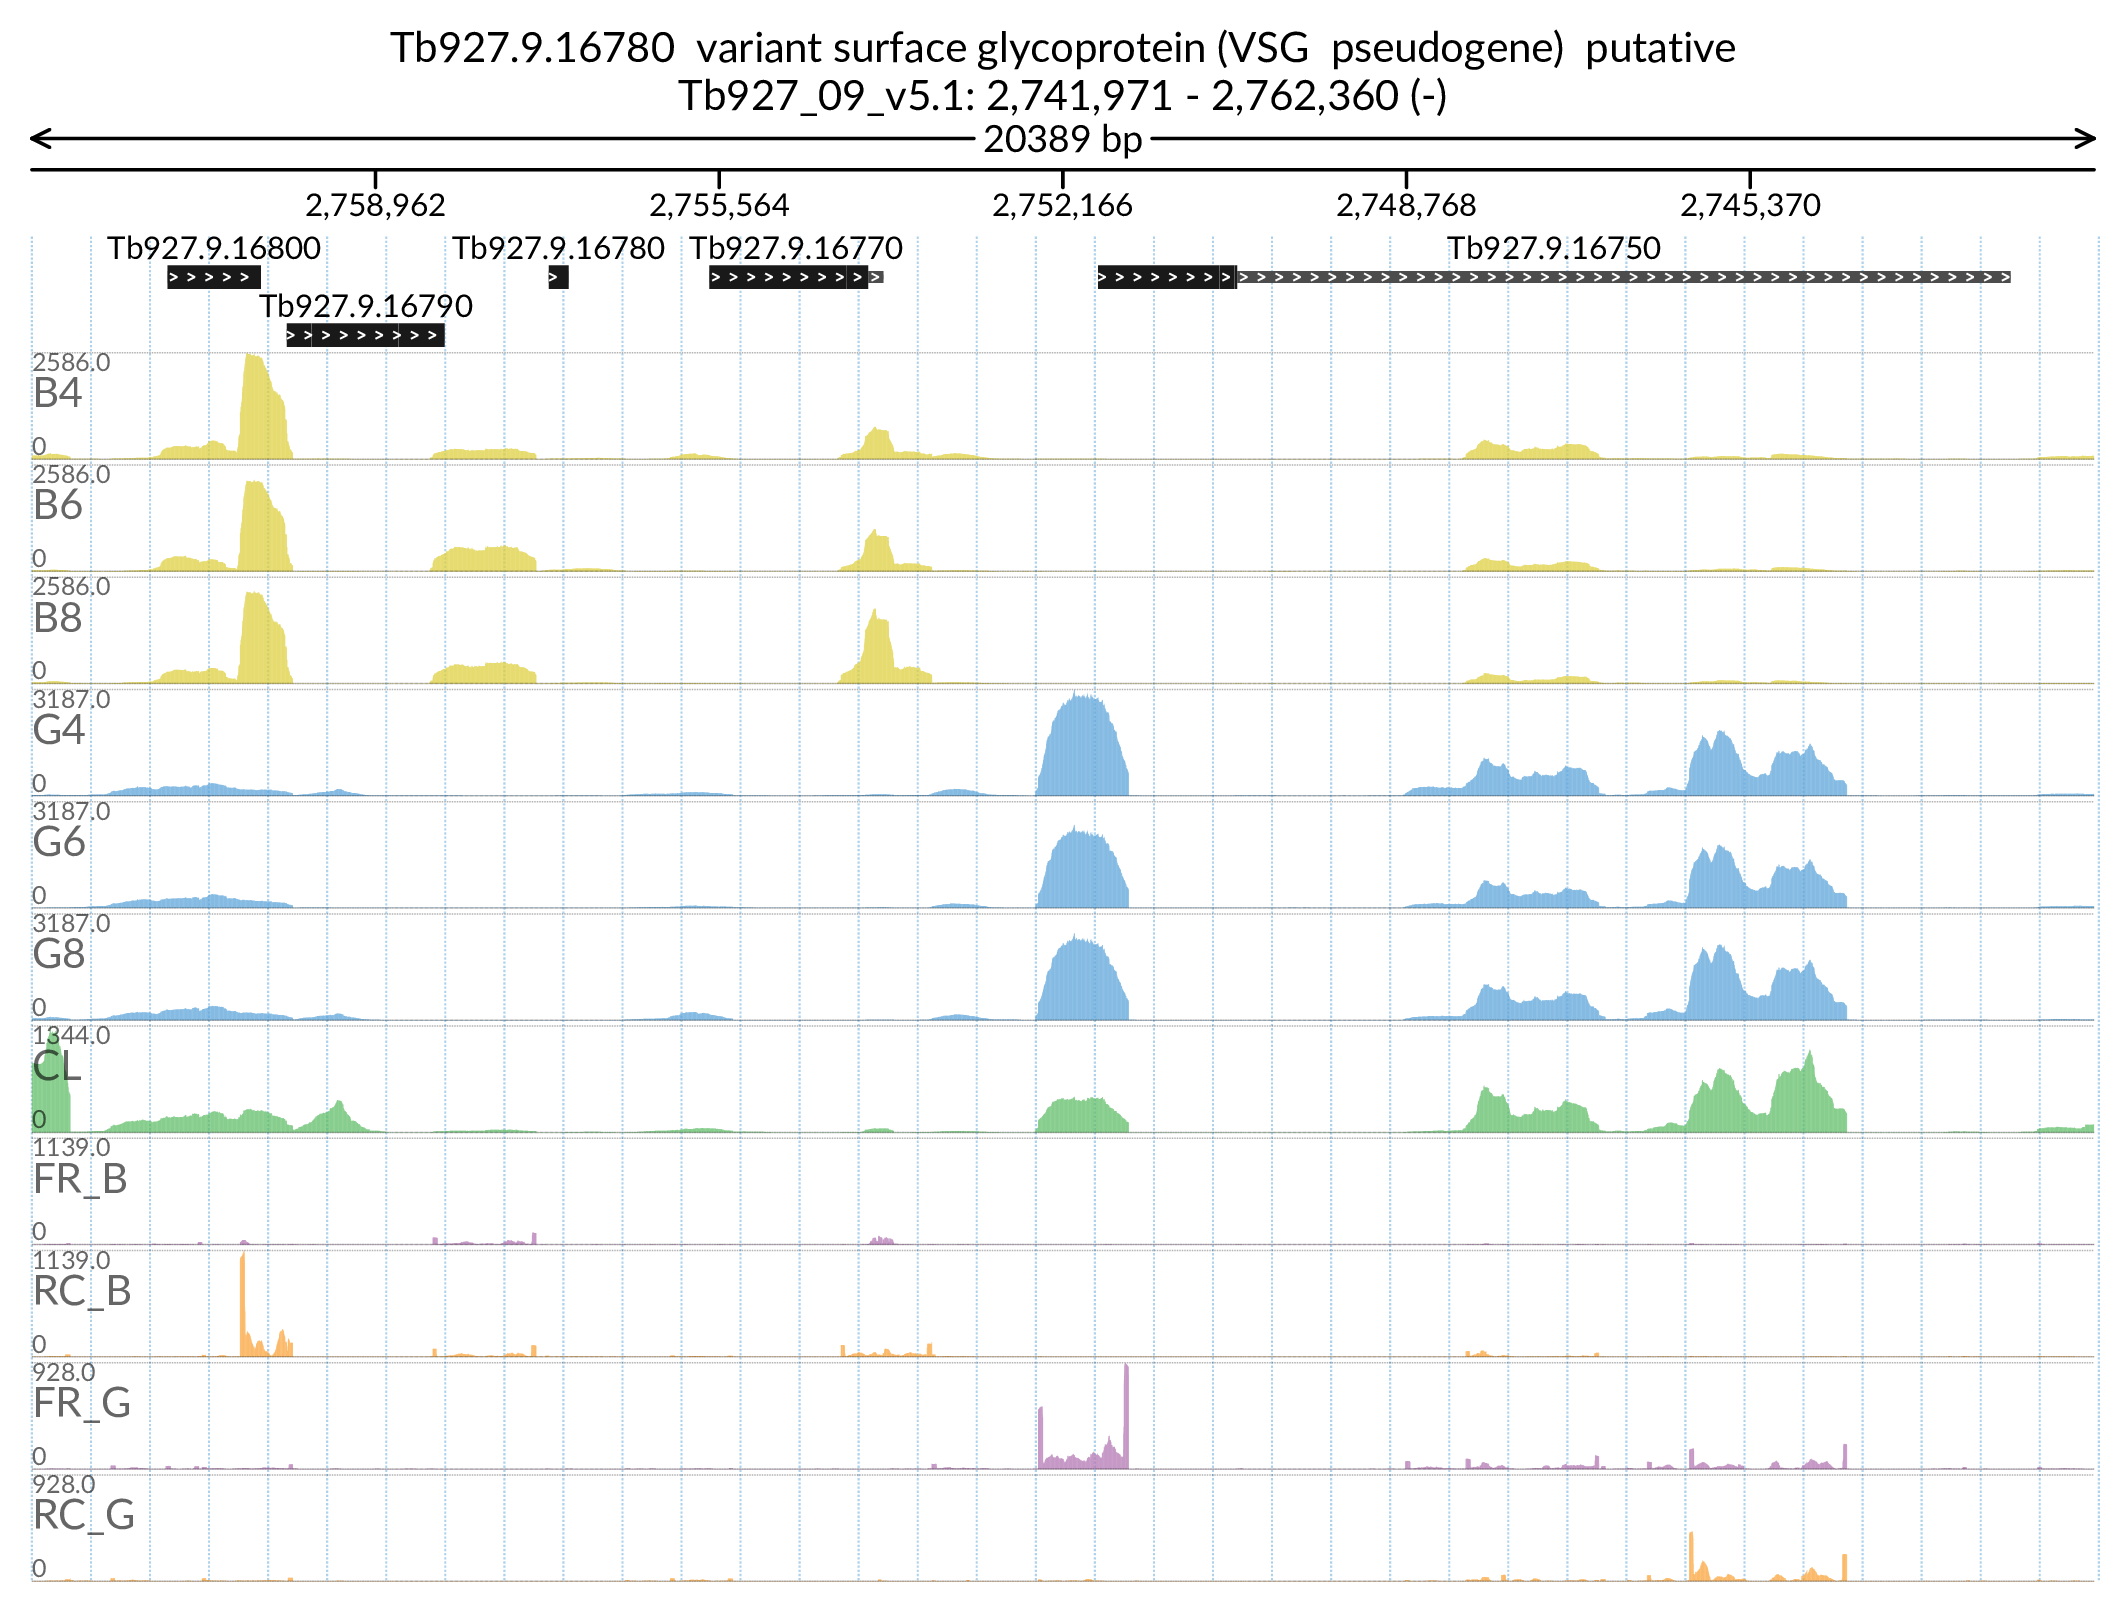 Tb927.9.16780 variant surface glycoprotein (VSG pseudogene) putative
Tb927_09_v5.1: 2,741,971 - 2,762,360 (-)
20389 bp
2,758,962 2,755,564 2,752,166 2,748,768 2,745,370
Tb927.9.16800 Tb927.9.16780 Tb927.9.16770 Tb927.9.16750
Tb927.9.16790
2586.0
B4
0
2586.0
B6
0
2586.0
B8
0
3187.0
G4
0
3187.0
G6
0
3187.0
G8
0
1344.0
CL
0
1139.0
FR_B
0
1139.0
RC_B
0
928.0
FR_G
0
928.0
RC_G
0